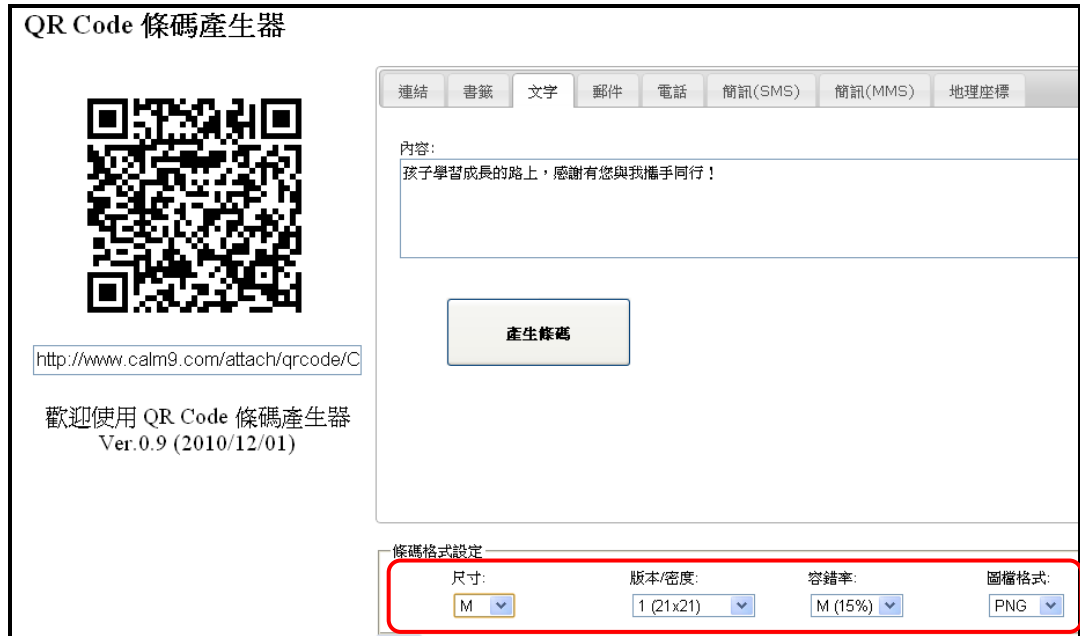 QR Code 條碼產生器
連結 書籤 文字 郵件 電話 簡訊(SMS) 簡訊(MMS) 地理座標
內容:
孩子學習成長的路上，感謝有您與我攜手同行！
產生條碼
http://www.calm9.com/attach/qrcode/C
歡迎使用 QR Code 條碼產生器
Ver.0.9 (2010/12/01)
條碼格式設定
尺寸: 版本/密度: 容錯率: 圖檔格式:
M 1 (21x21) M (15%) PNG